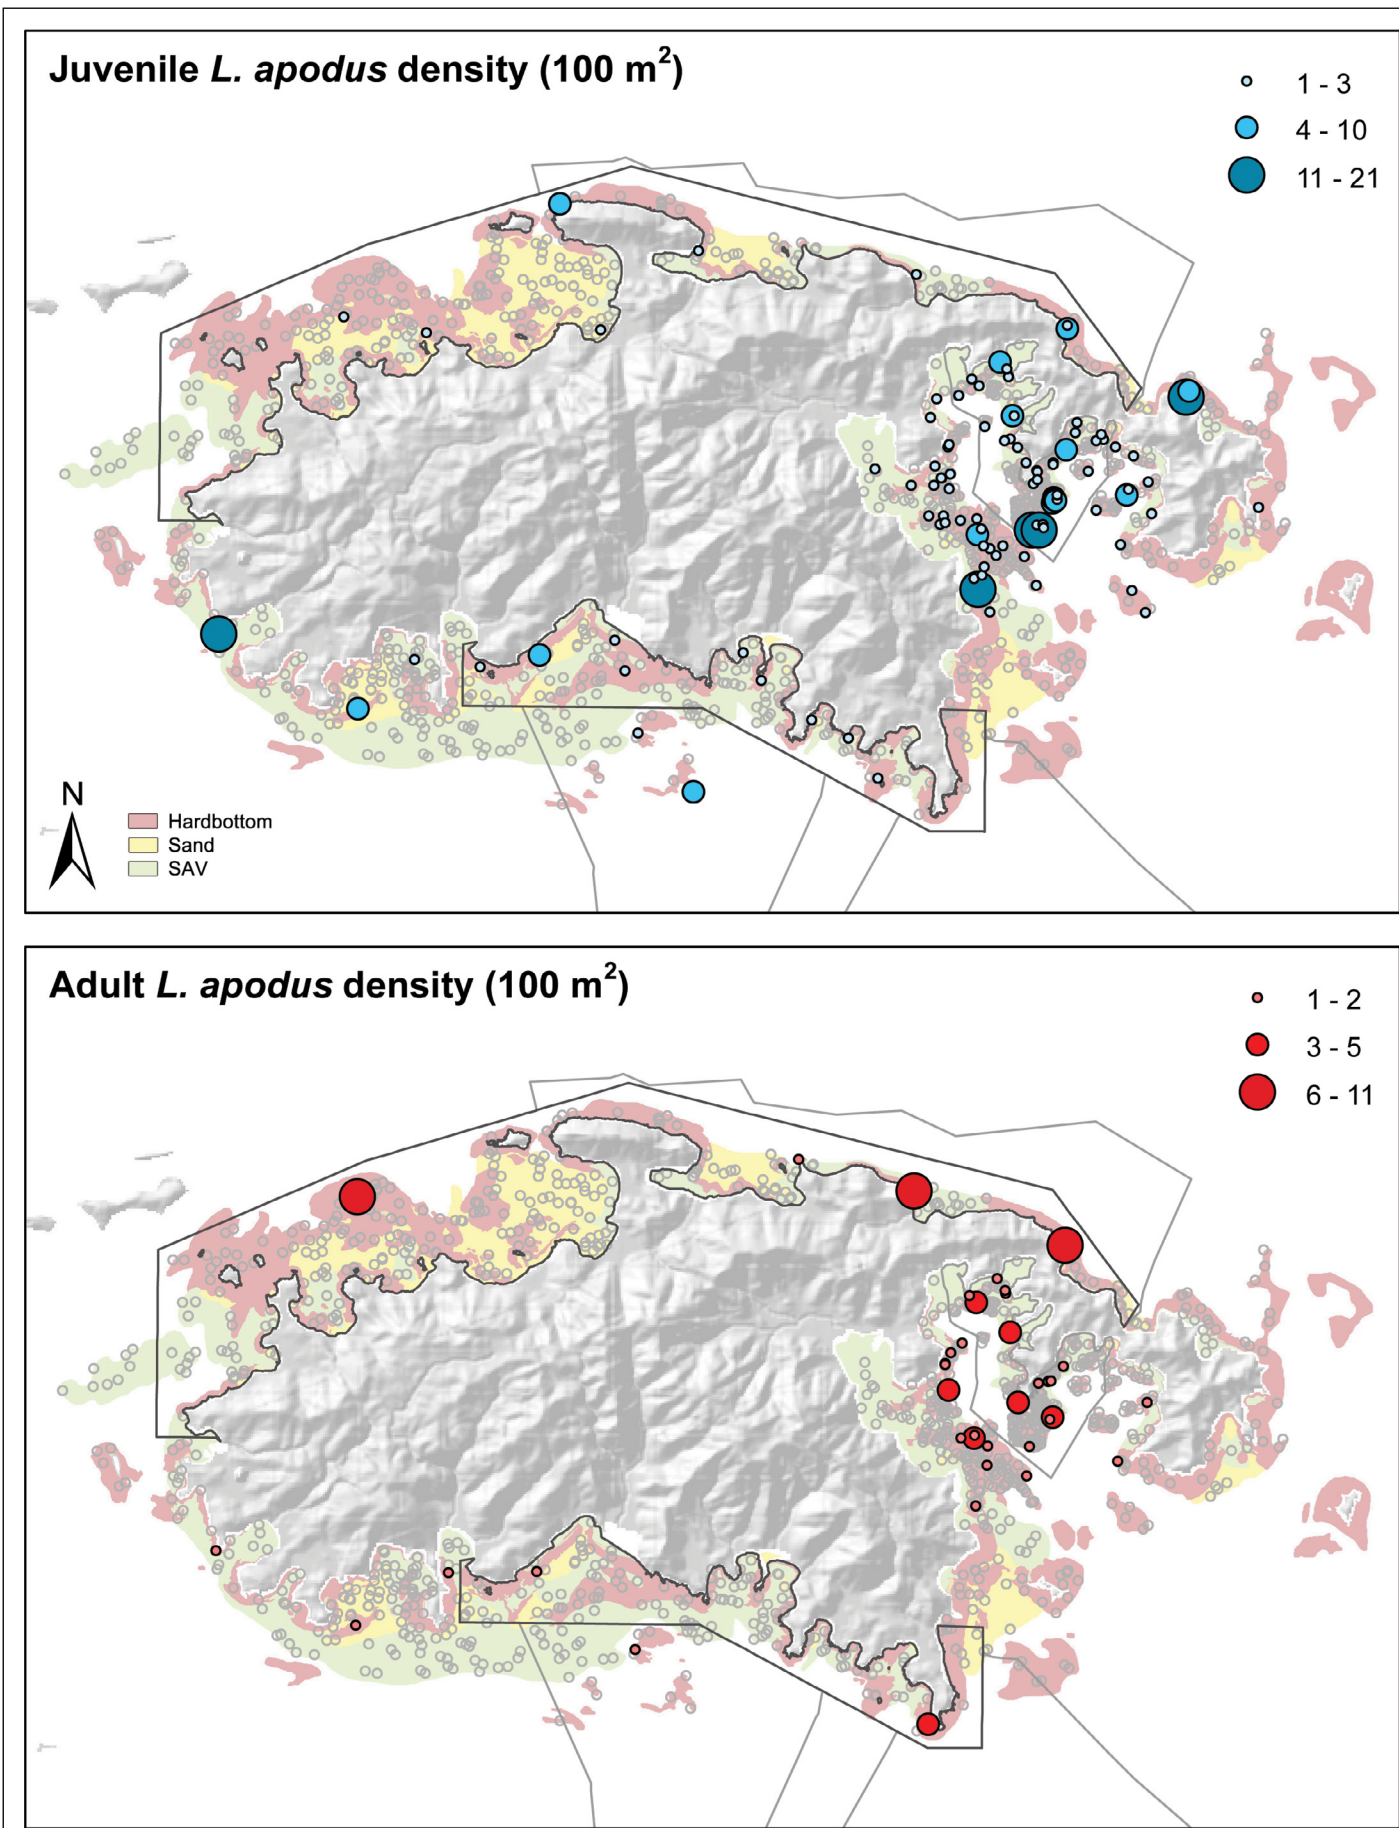 Juvenile L. apodus density (100 m²)
1 - 3
4 - 10
11 - 21
N
Hardbottom
Sand
SAV
Adult L. apodus density (100 m²)
1 - 2
3 - 5
6 - 11